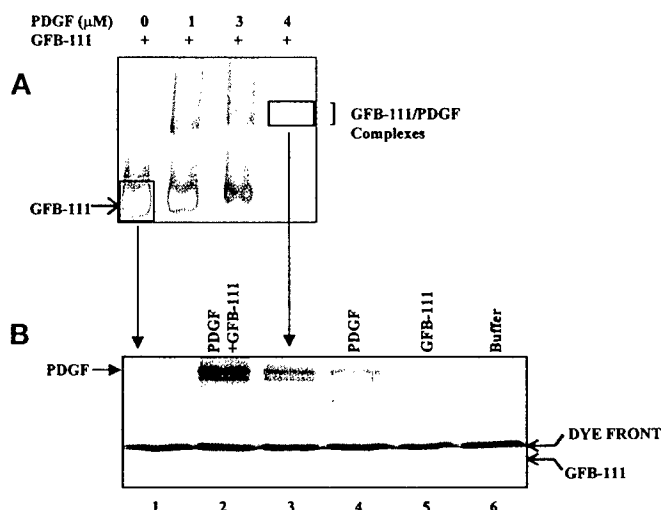 PDGF (µM) 0 1 3 4
GFB-111 + + + +
A
GFB-111/PDGF
Complexes
GFB-111
B
PDGF
+GFB-111
PDGF
GFB-111
Buffer
PDGF
DYE FRONT
GFB-111
1 2 3 4 5 6